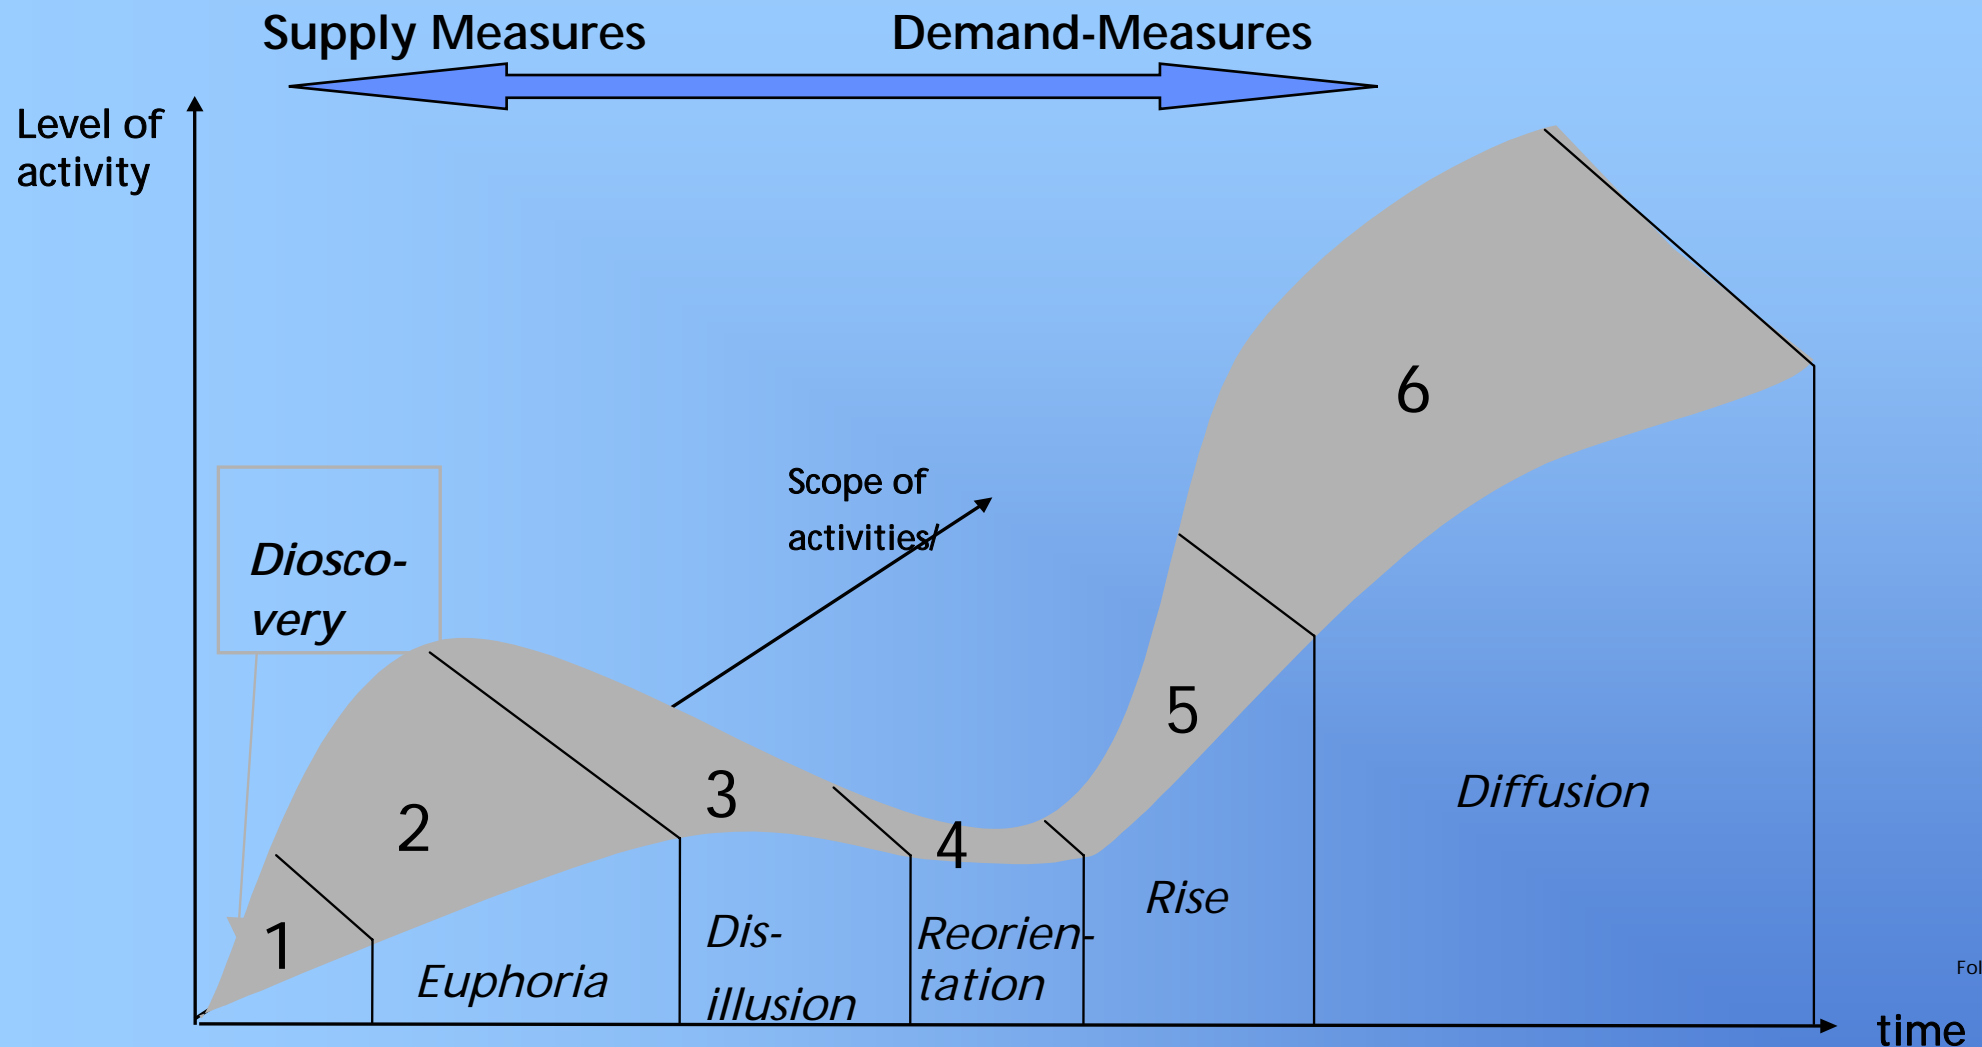 Supply Measures
Demand-Measures
Level of
activity
Scope of
activities/
Diosco-
very
1
2
3
4
5
6
Euphoria
Dis-
illusion
Reorien-
tation
Rise
Diffusion
Fol
time